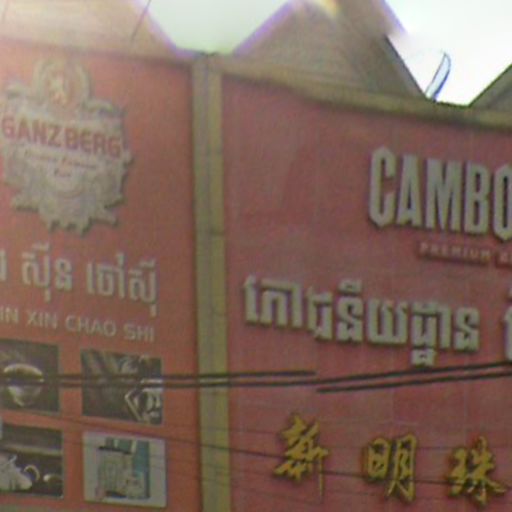 GANZBERG
ស៊ីន ចៅស៊ី
IN XIN CHAO SHI
CAMBO
PREMIUM
ភោជនីយដ្ឋាន
新明珠